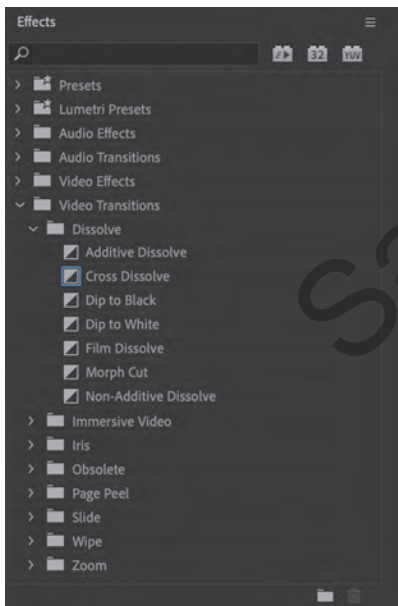 Effects
32 YUV
Presets
Lumetri Presets
Audio Effects
Audio Transitions
Video Effects
Video Transitions
Dissolve
Additive Dissolve
Cross Dissolve
Dip to Black
Dip to White
Film Dissolve
Morph Cut
Non-Additive Dissolve
Immersive Video
Iris
Obsolete
Page Peel
Slide
Wipe
Zoom